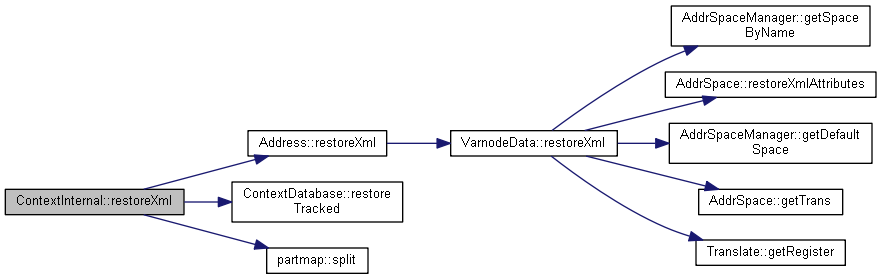 ContextInternal::restoreXml
Address::restoreXml
ContextDatabase::restore
Tracked
partmap::split
VarnodeData::restoreXml
AddrSpaceManager::getSpace
ByName
AddrSpace::restoreXmlAttributes
AddrSpaceManager::getDefault
Space
AddrSpace::getTrans
Translate::getRegister